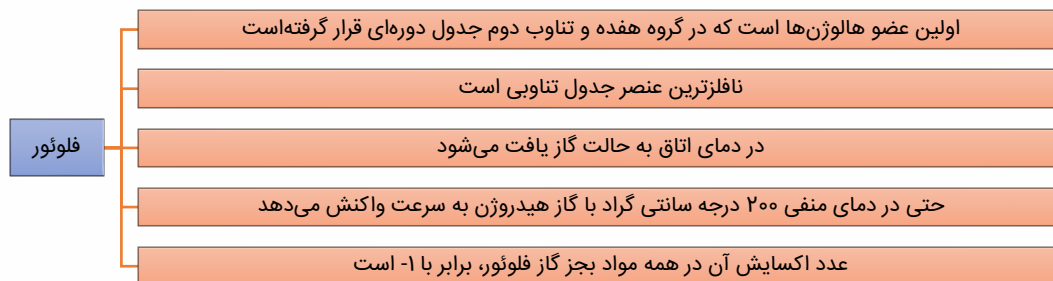 اولین عضو هالوژن‌ها است که در گروه هفده و تناوب دوم جدول دوره‌ای قرار گرفته‌است
نافلزترین عنصر جدول تناوبی است
فلوئور
در دمای اتاق به حالت گاز یافت می‌شود
حتی در دمای منفی ۲۰۰ درجه سانتی گراد با گاز هیدروژن به سرعت واکنش می‌دهد
عدد اکسایش آن در همه مواد بجز گاز فلوئور، برابر با ۱- است